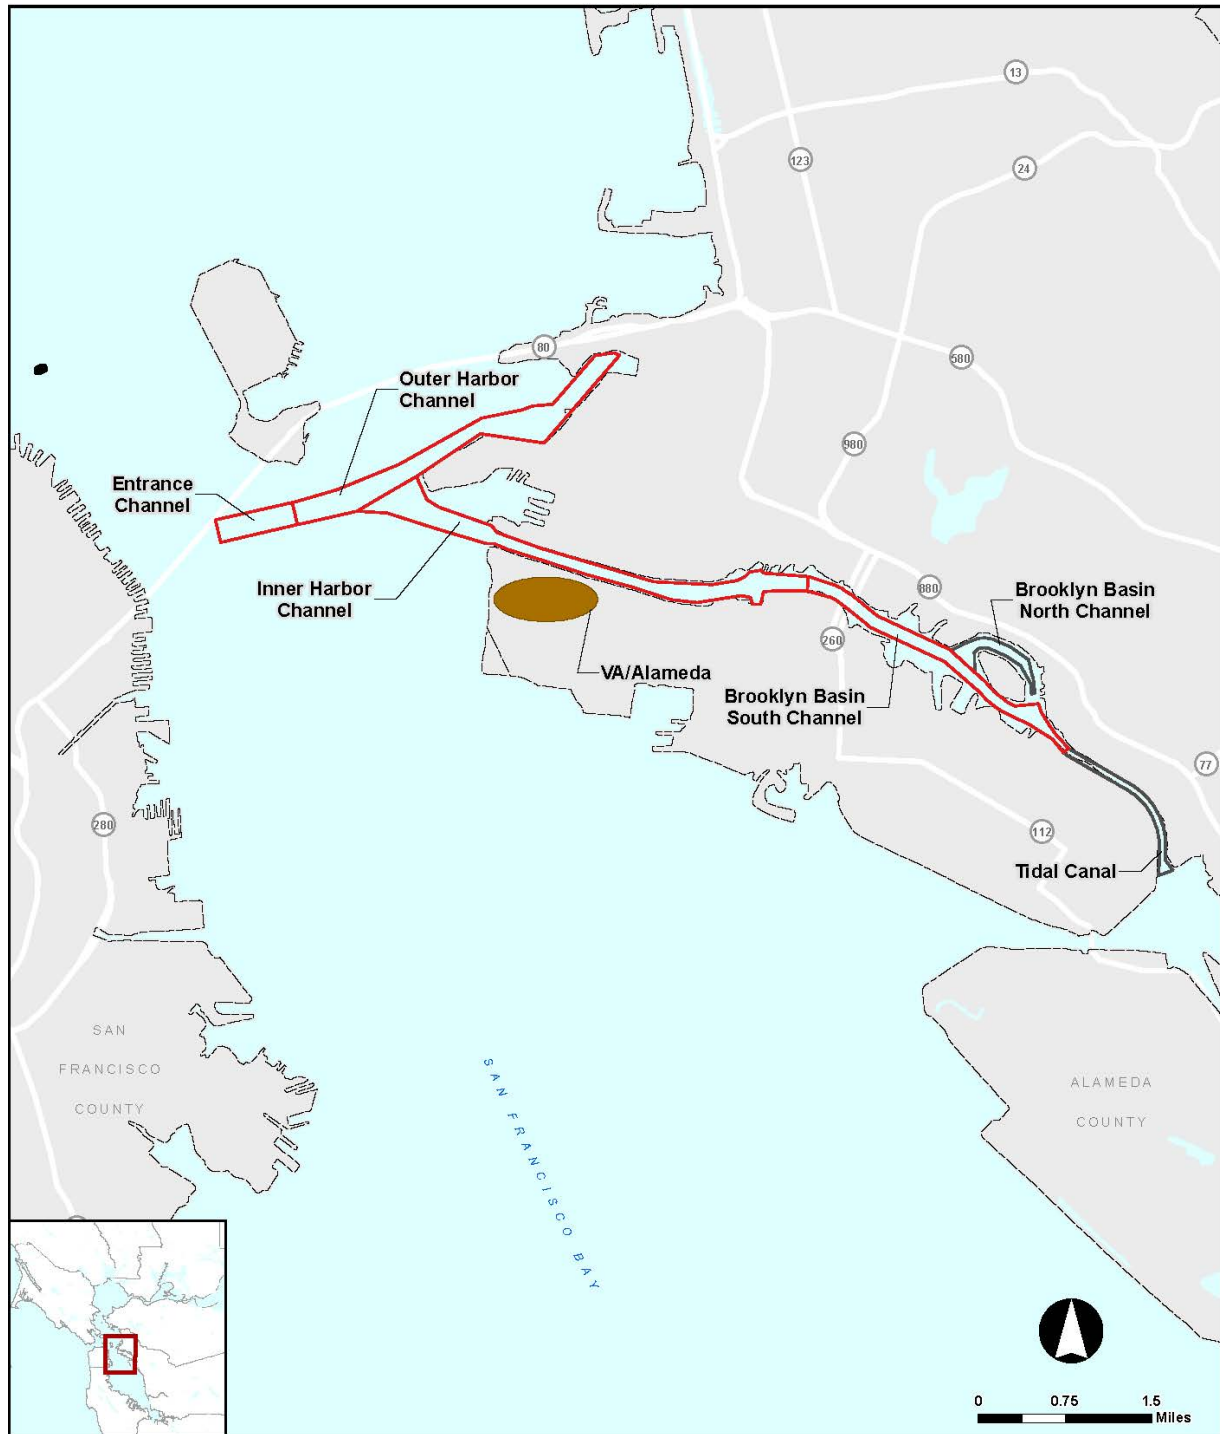 13
123
24
80
580
Outer Harbor
Channel
980
Entrance
Channel
Inner Harbor
Channel
880
Brooklyn Basin
North Channel
260
VA/Alameda
Brooklyn Basin
South Channel
77
280
112
Tidal Canal
SAN
FRANCISCO
COUNTY
SAN FRANCISCO BAY
ALAMEDA
COUNTY
0 0.75 1.5
Miles